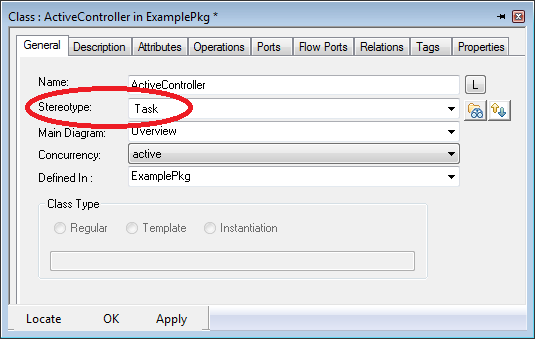 Class : ActiveController in ExamplePkg *
General Description Attributes Operations Ports Flow Ports Relations Tags Properties
Name: ActiveController L
Stereotype: Task
Main Diagram: Overview
Concurrency: active
Defined In : ExamplePkg
Class Type
Regular Template Instantiation
Locate OK Apply